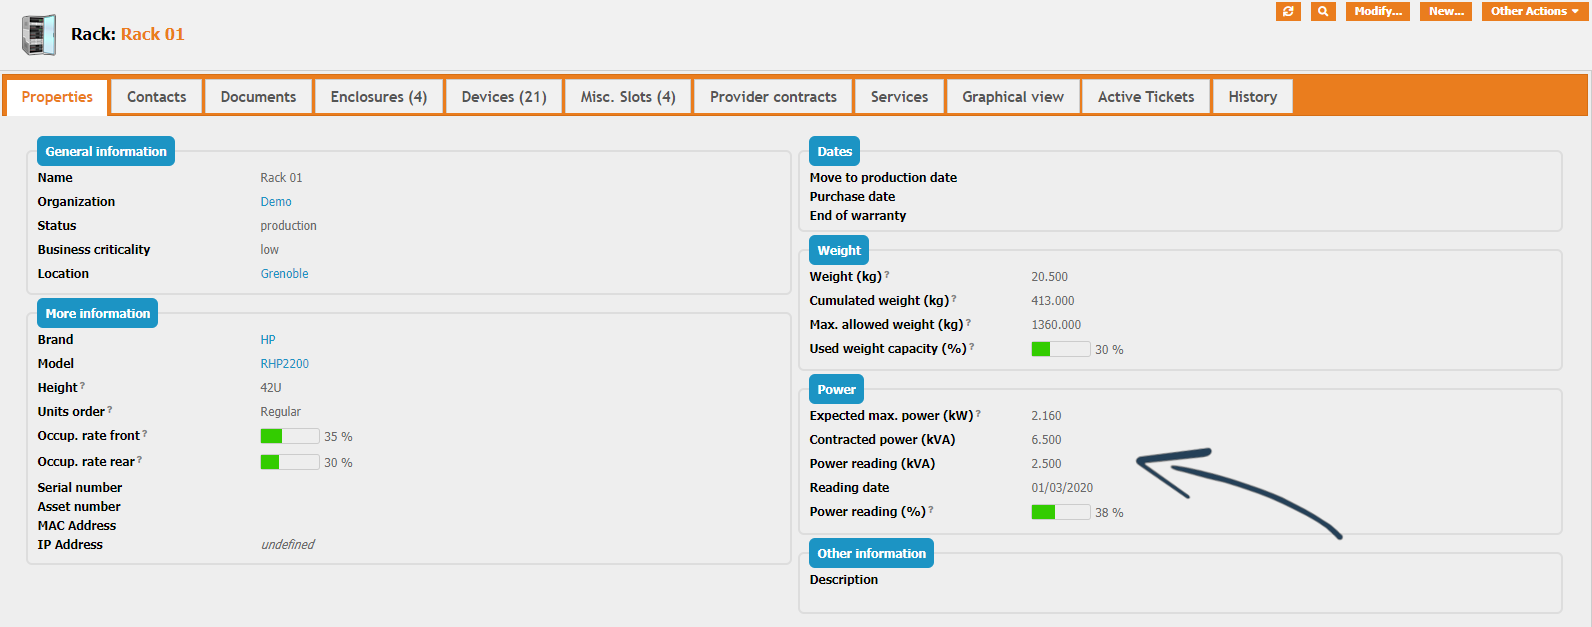 Rack: Rack 01
Modify... New... Other Actions
Properties Contacts Documents Enclosures (4) Devices (21) Misc. Slots (4) Provider contracts Services Graphical view Active Tickets History
General information
Name Rack 01
Organization Demo
Status production
Business criticality low
Location Grenoble
More information
Brand HP
Model RHP2200
Height? 42U
Units order? Regular
Occup. rate front? 35 %
Occup. rate rear? 30 %
Serial number
Asset number
MAC Address
IP Address undefined
Dates
Move to production date
Purchase date
End of warranty
Weight
Weight (kg)? 20.500
Cumulated weight (kg)? 413.000
Max. allowed weight (kg)? 1360.000
Used weight capacity (%)? 30 %
Power
Expected max. power (kW)? 2.160
Contracted power (kVA) 6.500
Power reading (kVA) 2.500
Reading date 01/03/2020
Power reading (%)? 38 %
Other information
Description